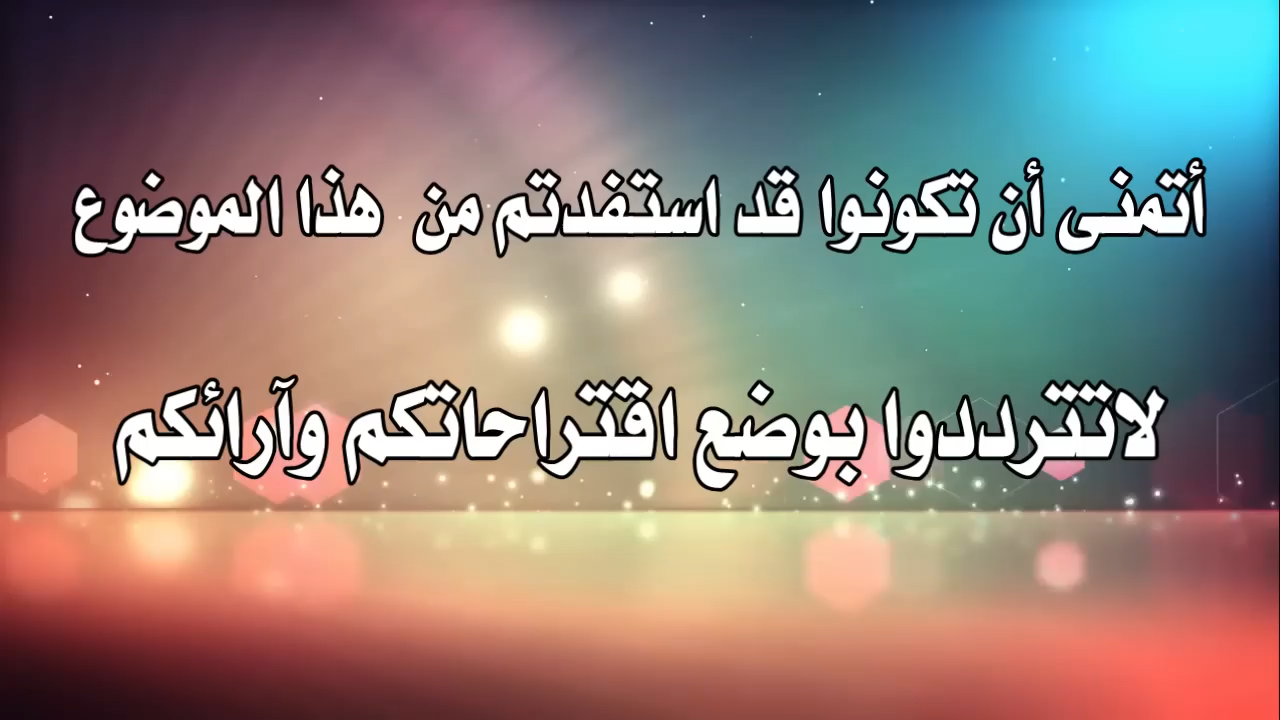 أتمنى أن تكونوا قد استفدتم من هذا الموضوع
لاتترددوا بوضع اقتراحاتكم وآرائكم